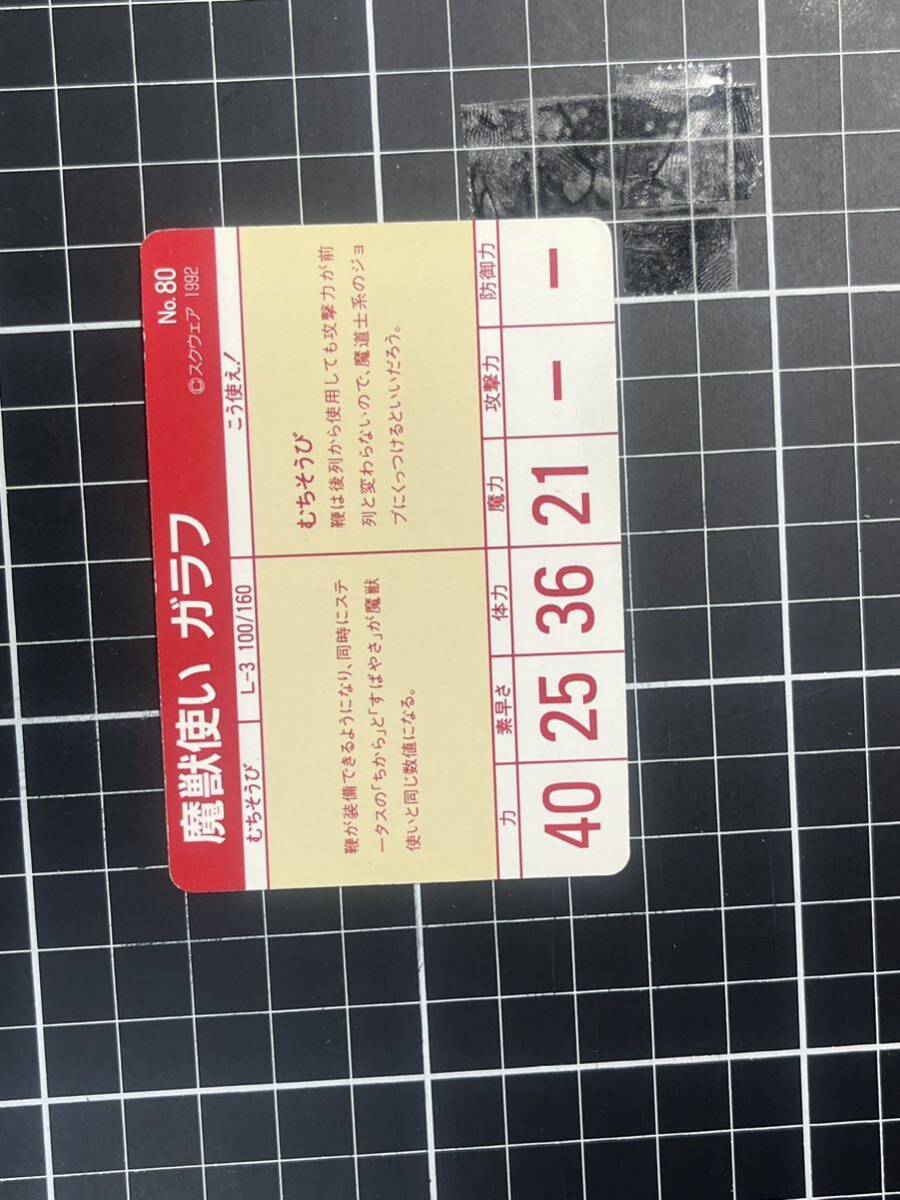 魔獣使い ガラフ
No.80
©スクウェア 1992
むちそうび
L-3 100/160
こう使え!
鞭が装備できるようになり、同時にステ
ータスの「ちから」と「すばやさ」が魔獣
使いと同じ数値になる。
むちそうび
鞭は後列から使用しても攻撃力が前
列と変わらないので、魔道士系のジョ
ブにくっつけるといいだろう。
力 素早さ 体力 魔力 攻撃力 防御力
40 25 36 21 ー ー